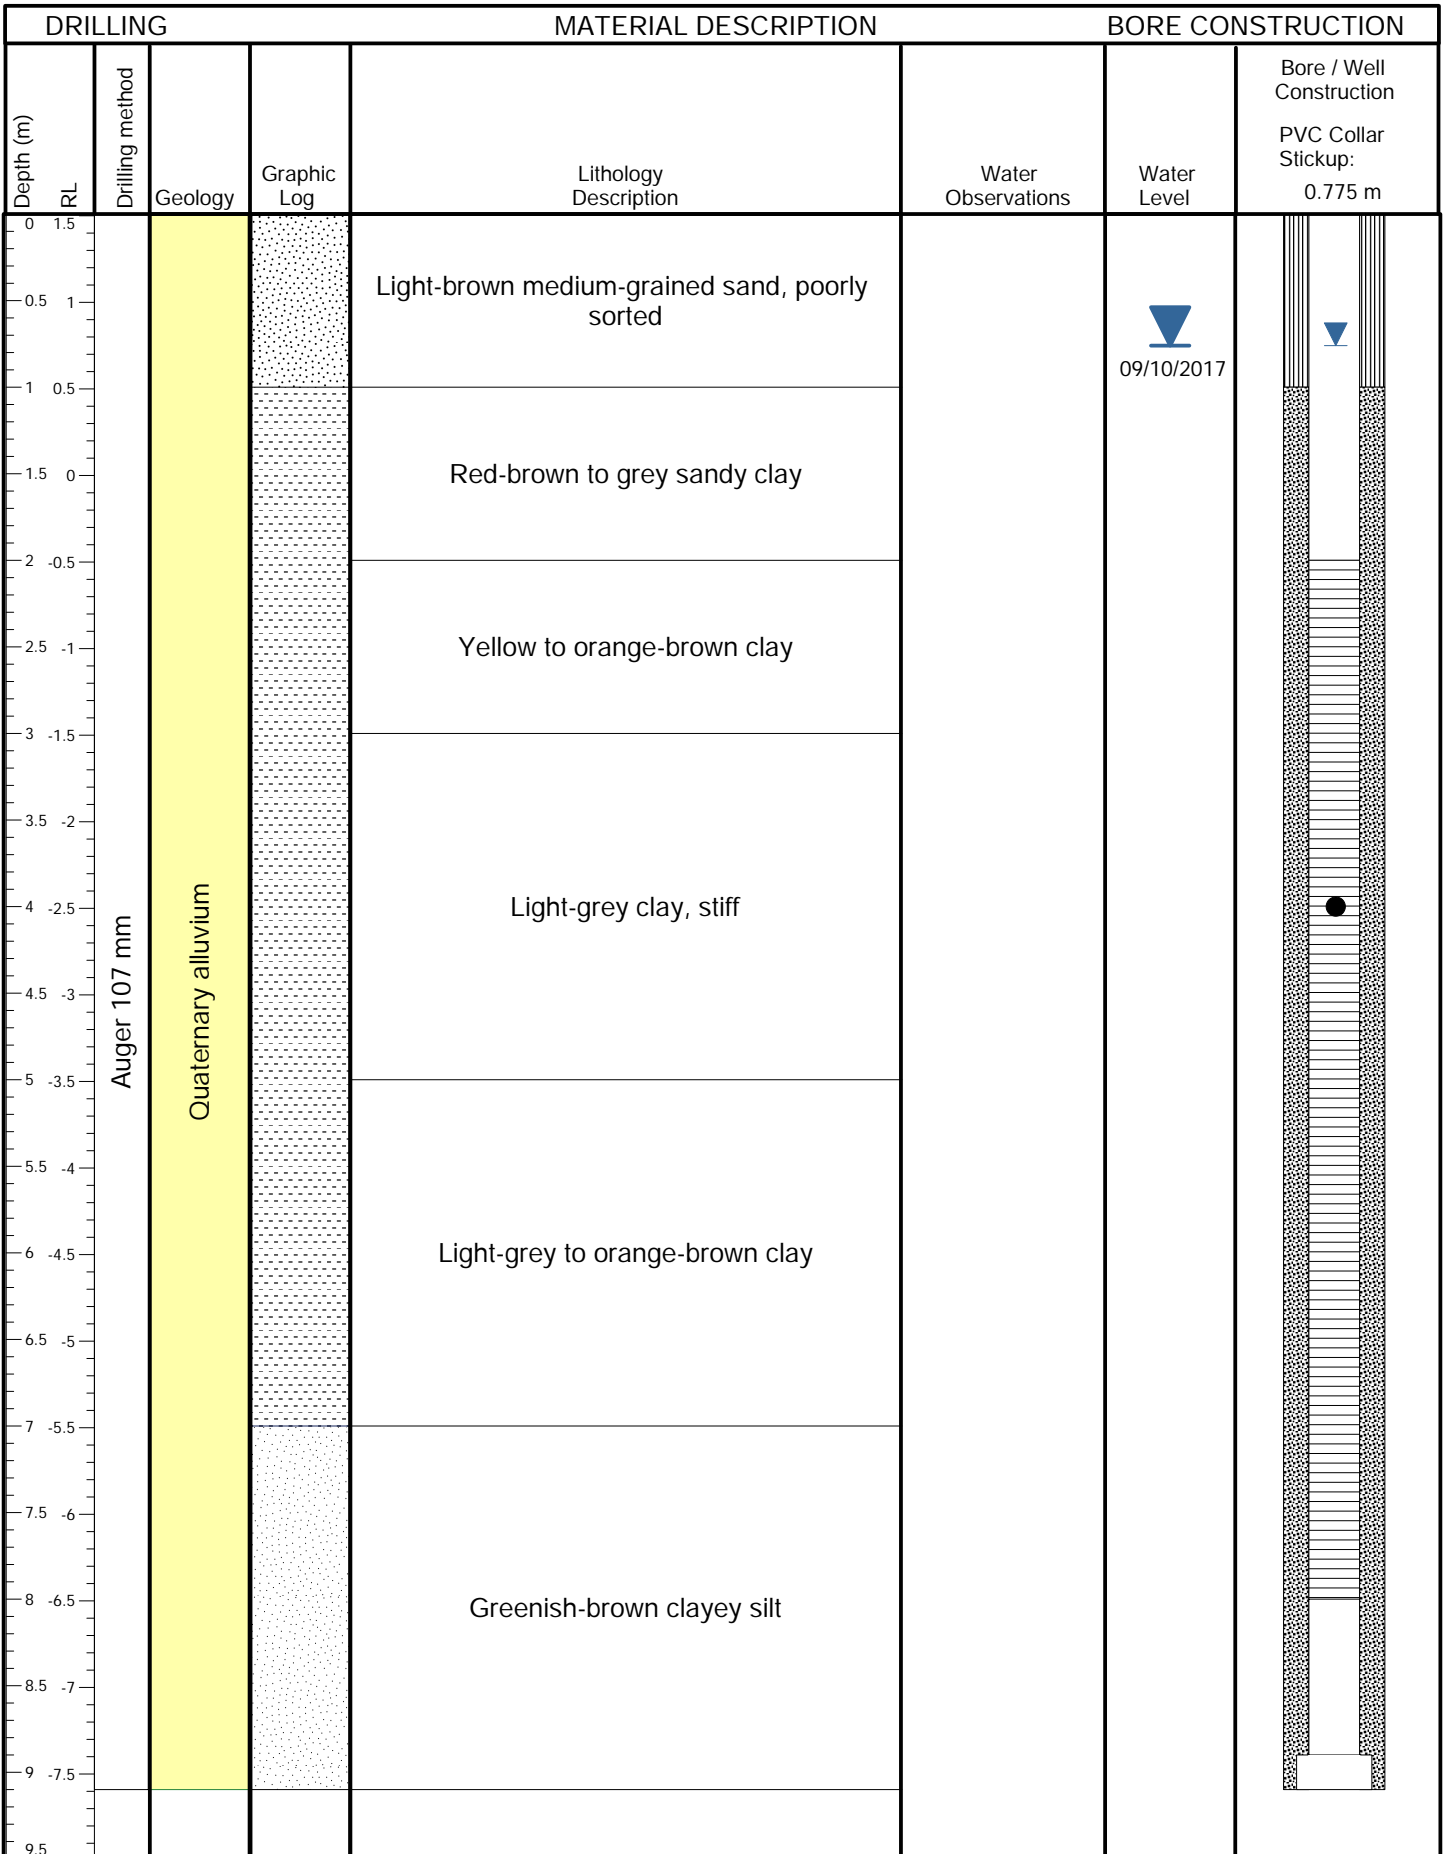 DRILLING MATERIAL DESCRIPTION BORE CONSTRUCTION
Depth (m)
RL
Drilling method
Geology
Graphic
Log
Lithology
Description
Water
Observations
Water
Level
Bore / Well
Construction
PVC Collar
Stickup:
0.775 m
0 1.5
0.5 1
1 0.5
1.5 0
2 -0.5
2.5 -1
3 -1.5
3.5 -2
4 -2.5
4.5 -3
5 -3.5
5.5 -4
6 -4.5
6.5 -5
7 -5.5
7.5 -6
8 -6.5
8.5 -7
9 -7.5
9.5
Auger 107 mm
Quaternary alluvium
Light-brown medium-grained sand, poorly
sorted
Red-brown to grey sandy clay
Yellow to orange-brown clay
Light-grey clay, stiff
Light-grey to orange-brown clay
Greenish-brown clayey silt
09/10/2017